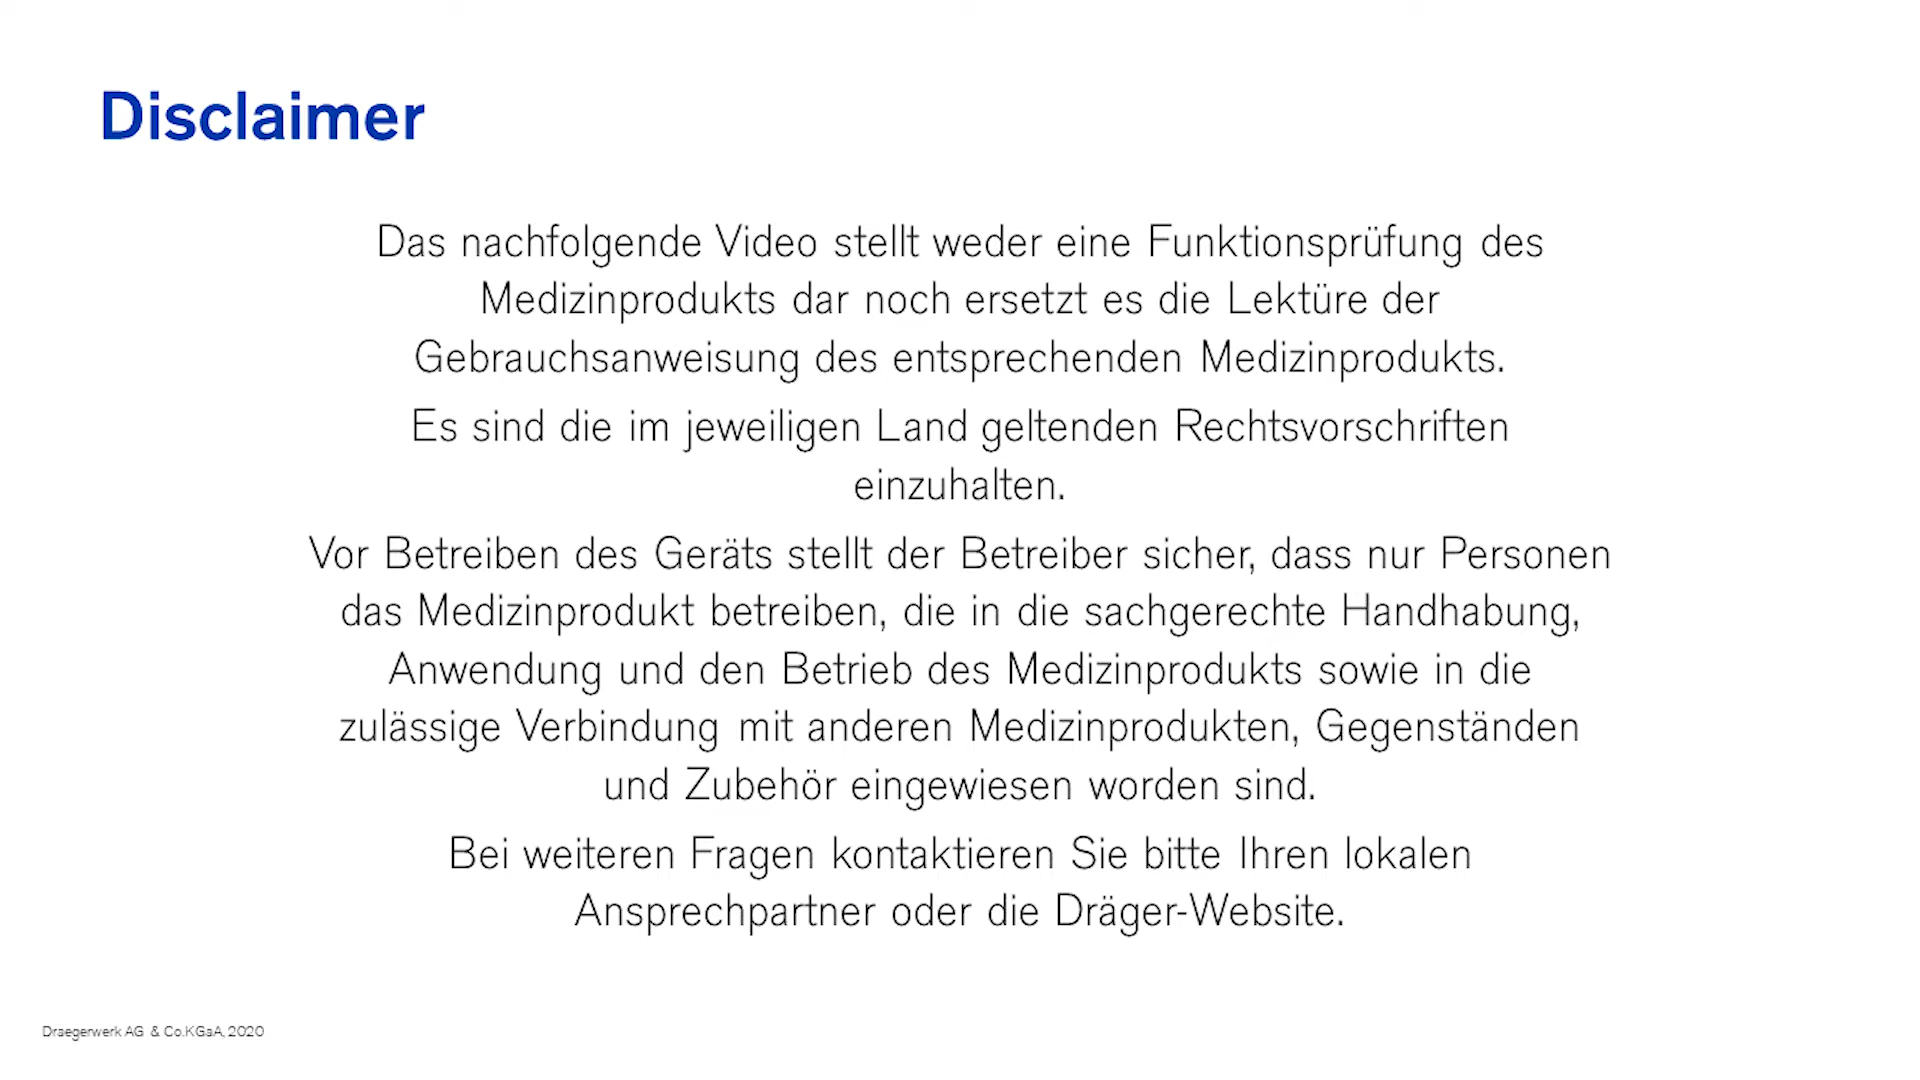 Disclaimer
Das nachfolgende Video stellt weder eine Funktionsprüfung des
Medizinprodukts dar noch ersetzt es die Lektüre der
Gebrauchsanweisung des entsprechenden Medizinprodukts.
Es sind die im jeweiligen Land geltenden Rechtsvorschriften
einzuhalten.
Vor Betreiben des Geräts stellt der Betreiber sicher, dass nur Personen
das Medizinprodukt betreiben, die in die sachgerechte Handhabung,
Anwendung und den Betrieb des Medizinprodukts sowie in die
zulässige Verbindung mit anderen Medizinprodukten, Gegenständen
und Zubehör eingewiesen worden sind.
Bei weiteren Fragen kontaktieren Sie bitte Ihren lokalen
Ansprechpartner oder die Dräger-Website.
Draegerwerk AG & Co.KGaA, 2020